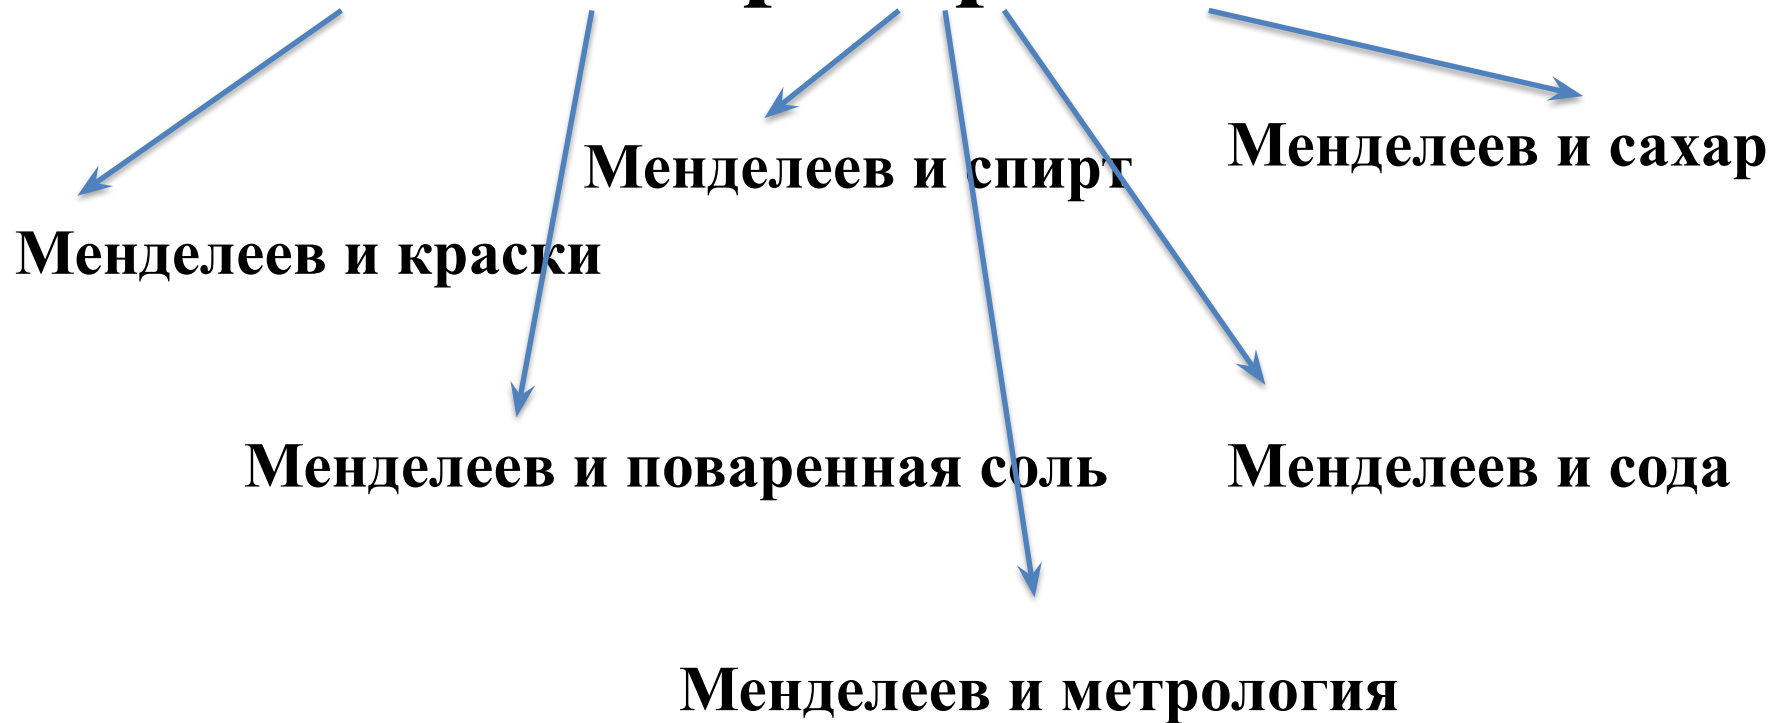 Менделеев и сахар
Менделеев и спирт
Менделеев и краски
Менделеев и поваренная соль
Менделеев и сода
Менделеев и метрология